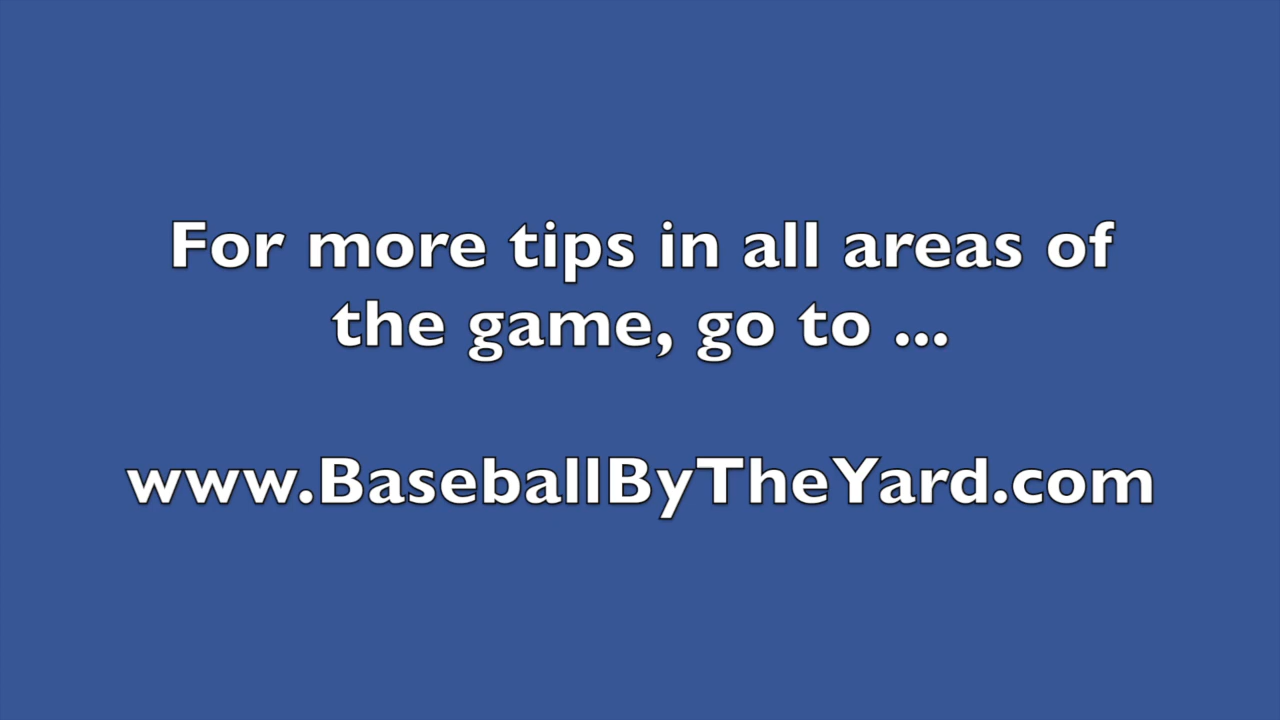 For more tips in all areas of
the game, go to ...
www.BaseballByTheYard.com